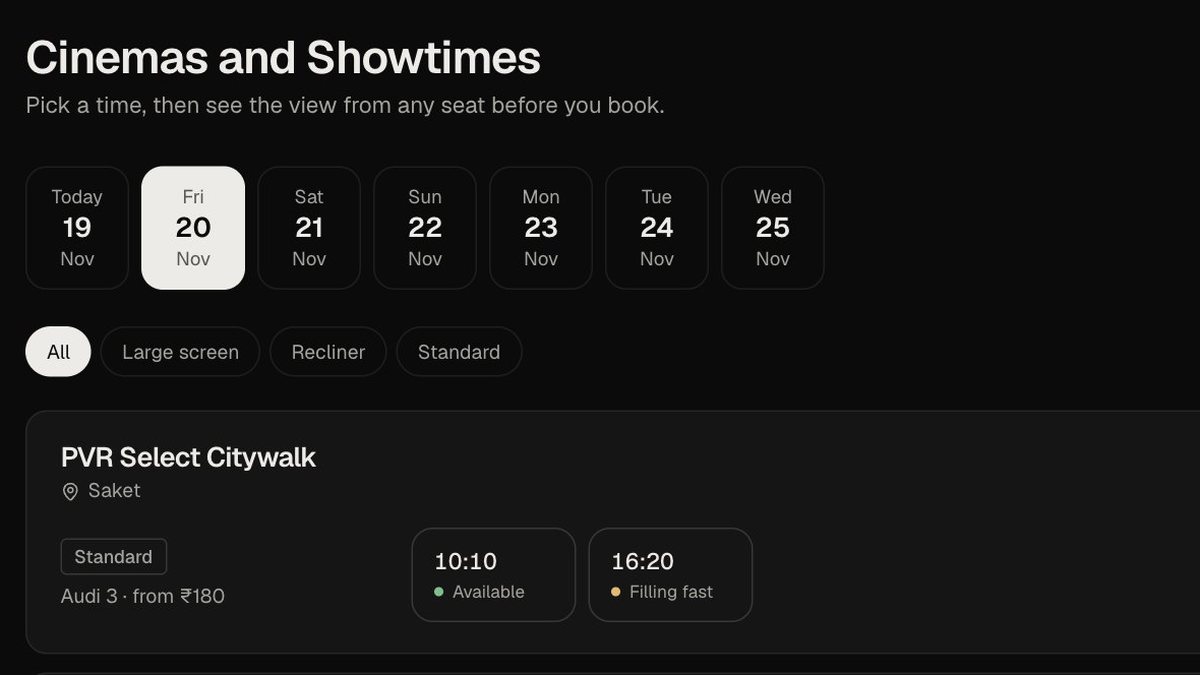 Cinemas and Showtimes
Pick a time, then see the view from any seat before you book.
Today Fri Sat Sun Mon Tue Wed
19 20 21 22 23 24 25
Nov Nov Nov Nov Nov Nov Nov
All Large screen Recliner Standard
PVR Select Citywalk
Saket
Standard
Audi 3 · from ₹180
10:10 16:20
Available Filling fast